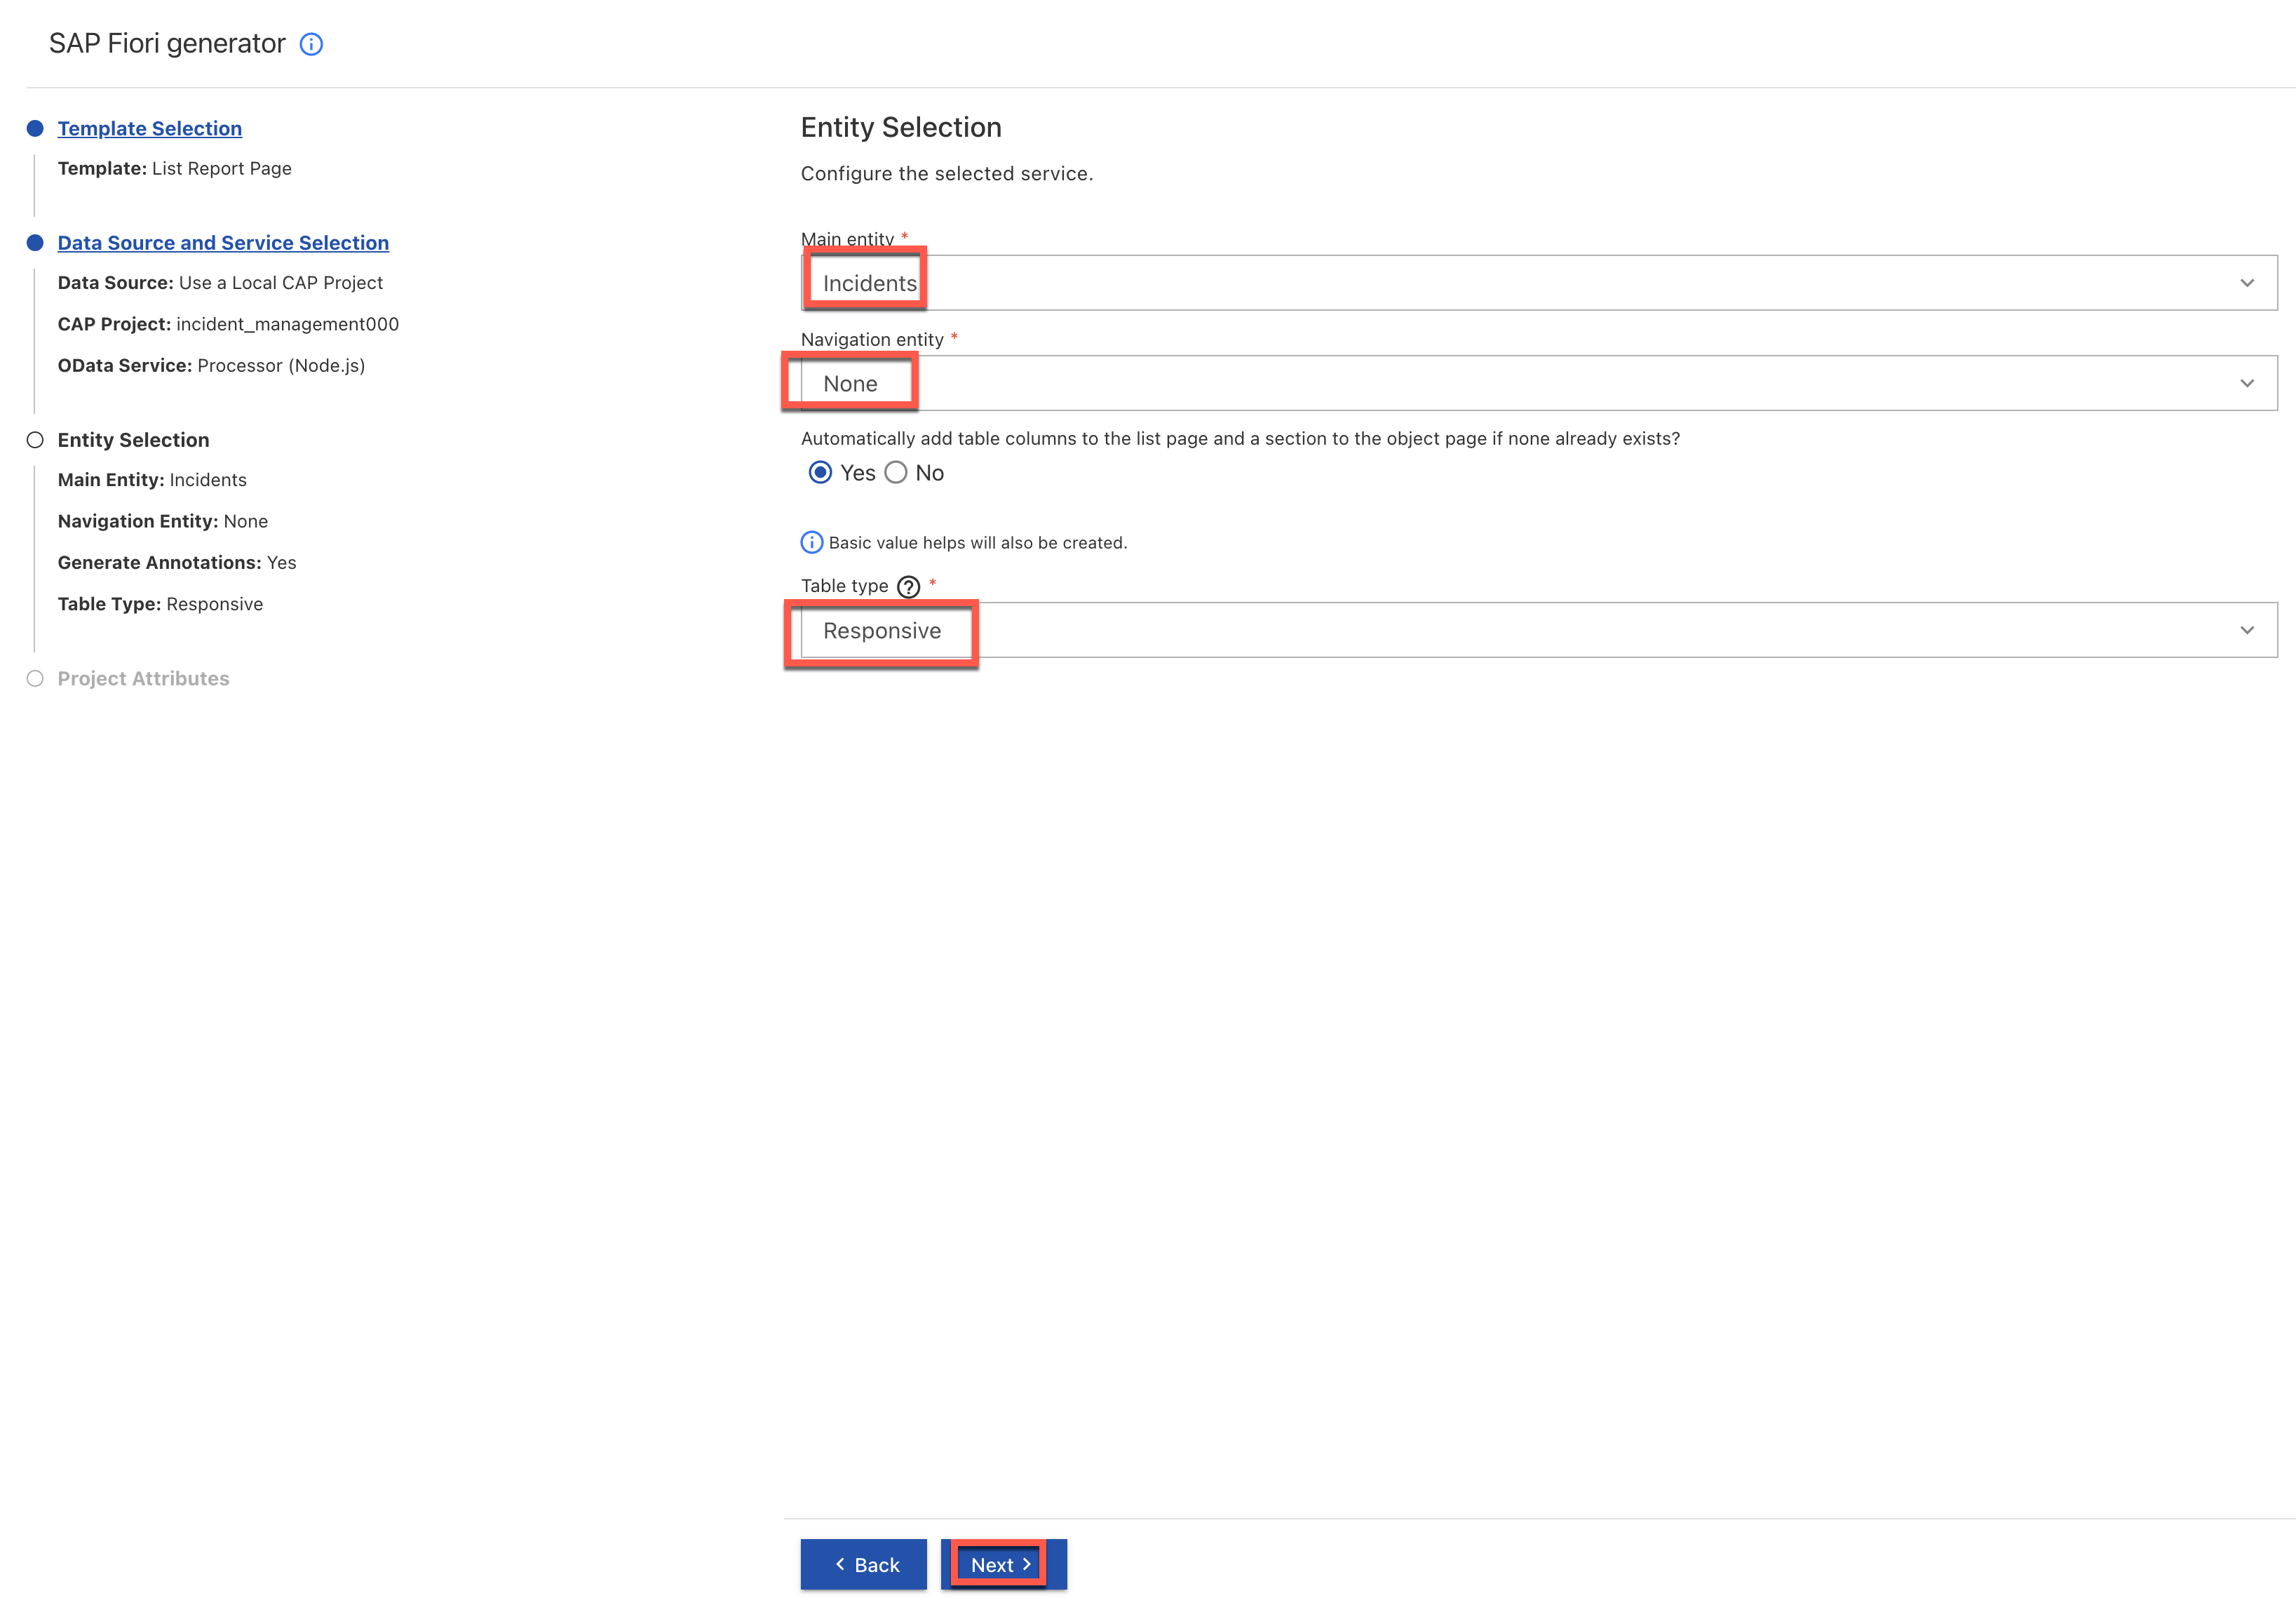 SAP Fiori generator
Template Selection
Template: List Report Page
Data Source and Service Selection
Data Source: Use a Local CAP Project
CAP Project: incident_management000
OData Service: Processor (Node.js)
Entity Selection
Main Entity: Incidents
Navigation Entity: None
Generate Annotations: Yes
Table Type: Responsive
Project Attributes
Entity Selection
Configure the selected service.
Main entity *
Incidents
Navigation entity *
None
Automatically add table columns to the list page and a section to the object page if none already exists?
Yes No
Basic value helps will also be created.
Table type *
Responsive
Back Next